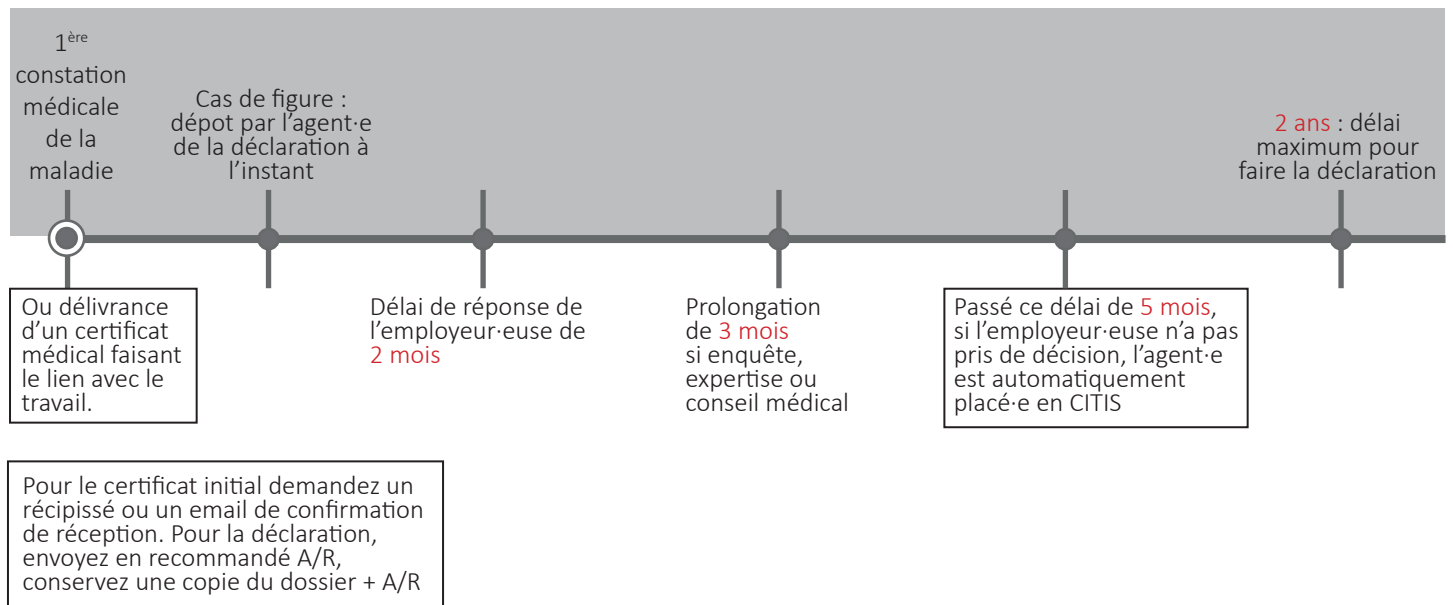 1ère
constation
médicale
de la
maladie
Cas de figure :
dépot par l’agent·e
de la déclaration à
l’instant
2 ans : délai
maximum pour
faire la déclaration
Ou délivrance
d’un certificat
médical faisant
le lien avec le
travail.
Délai de réponse de
l’employeur·euse de
2 mois
Prolongation
de 3 mois
si enquête,
expertise ou
conseil médical
Passé ce délai de 5 mois,
si l’employeur·euse n’a pas
pris de décision, l’agent·e
est automatiquement
placé·e en CITIS
Pour le certificat initial demandez un
récipissé ou un email de confirmation
de réception. Pour la déclaration,
envoyez en recommandé A/R,
conservez une copie du dossier + A/R